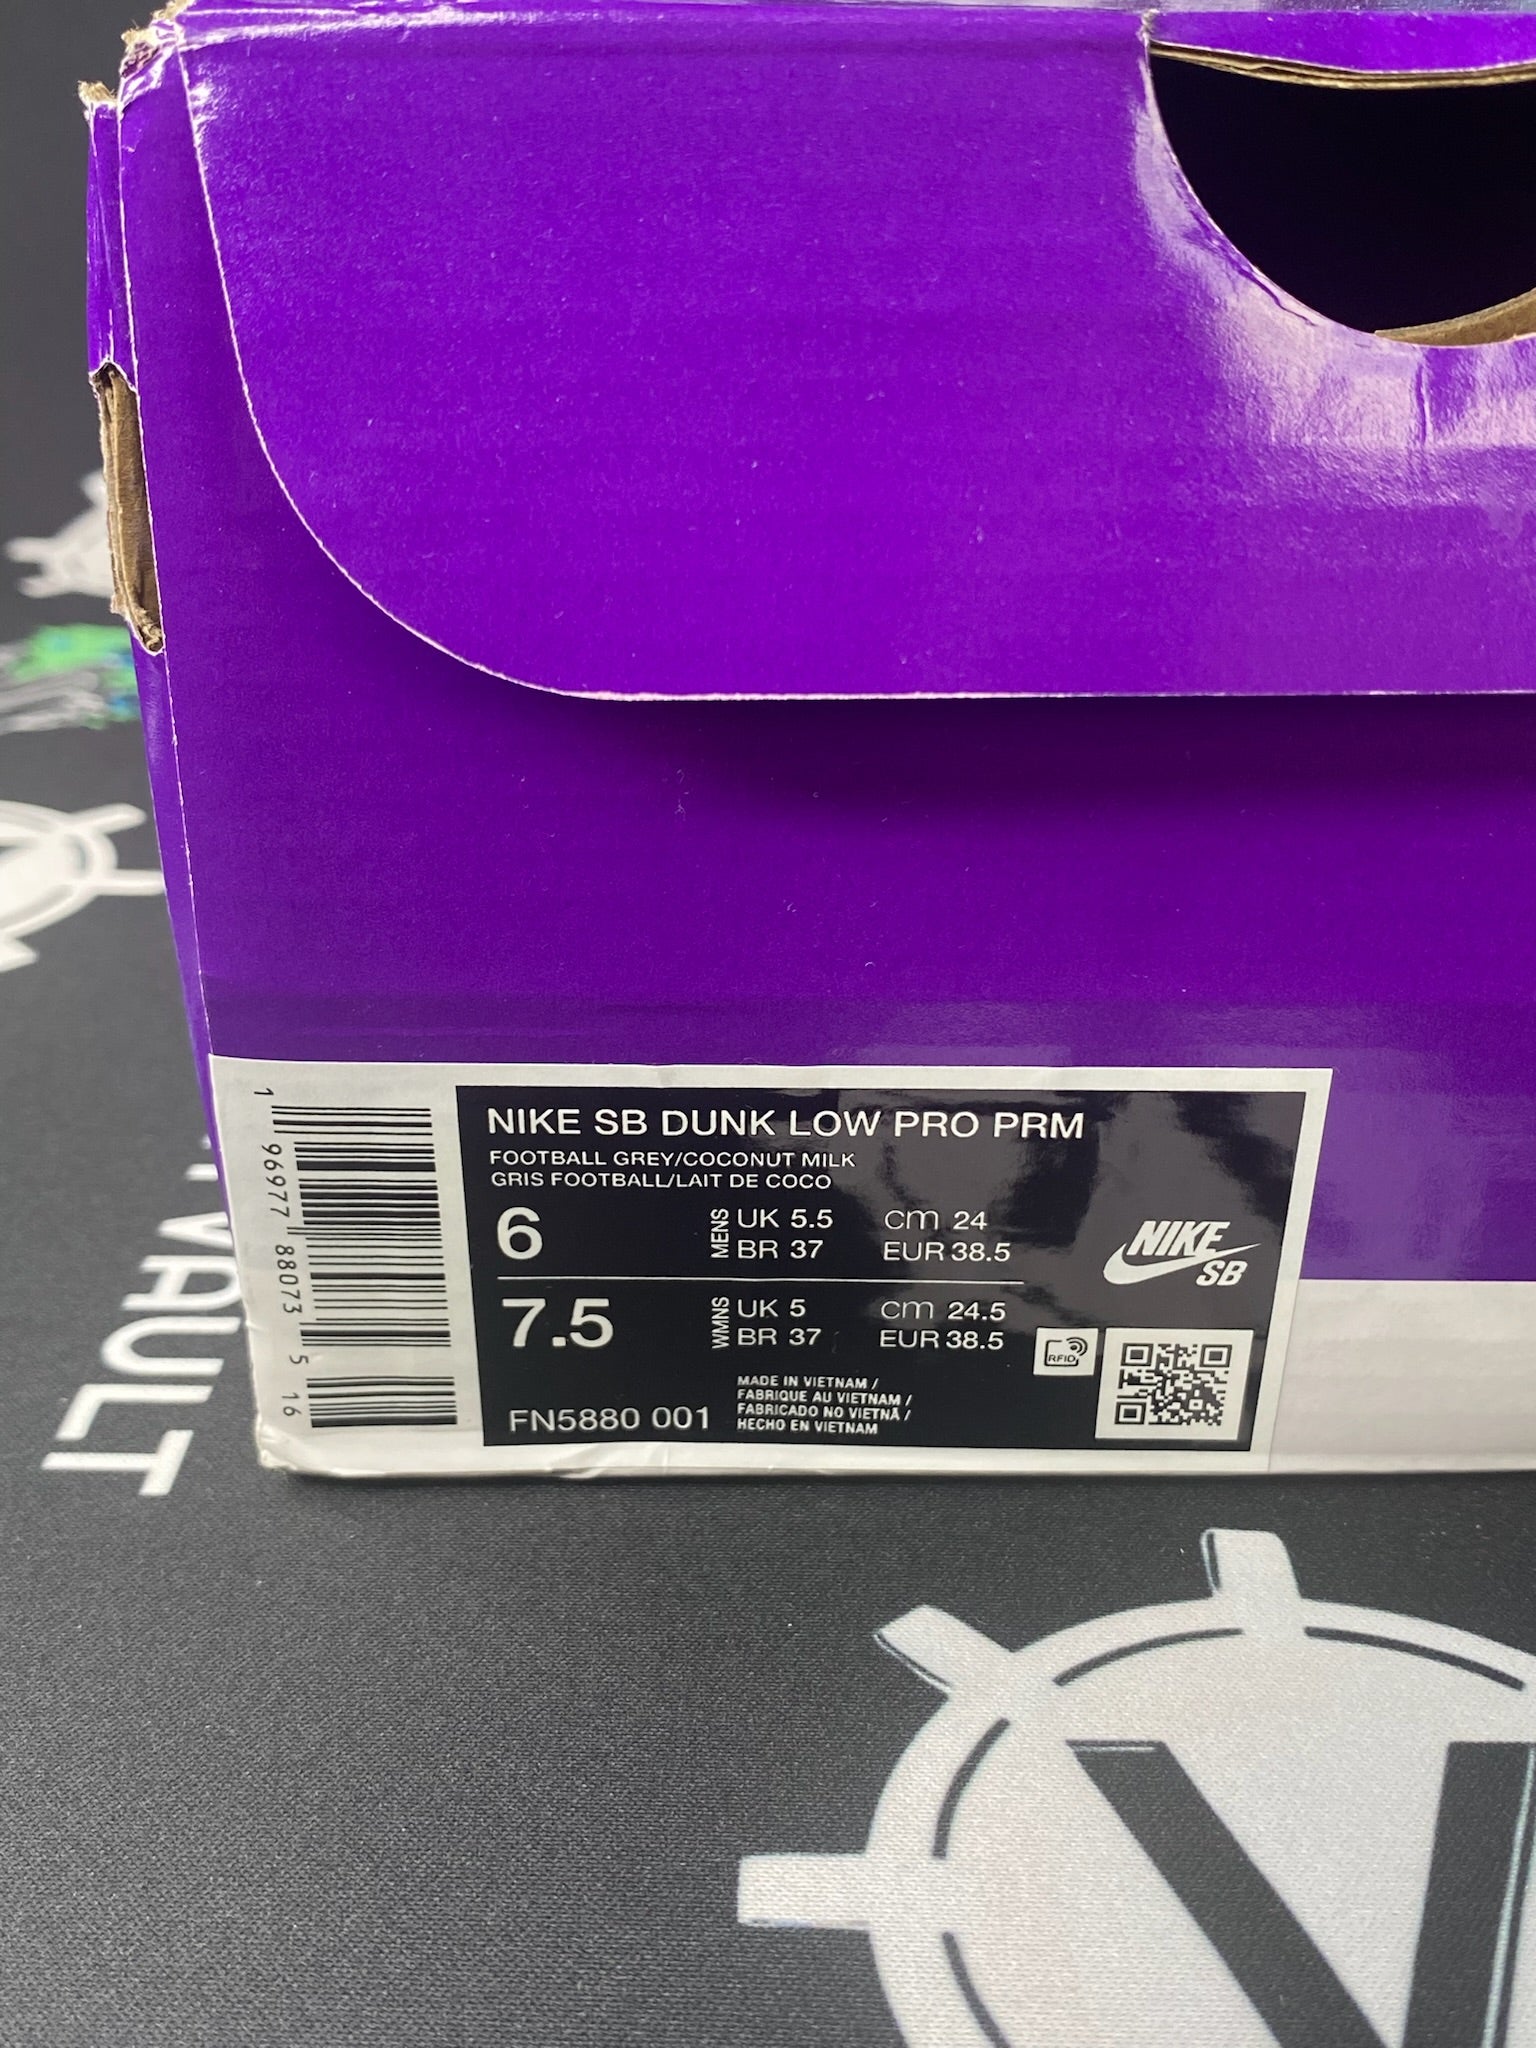 NIKE SB DUNK LOW PRO PRM
FOOTBALL GREY/COCONUT MILK
GRIS FOOTBALL/LAIT DE COCO
6 MENS UK 5.5 cm 24
BR 37 EUR 38.5
7.5 WMNS UK 5 cm 24.5
BR 37 EUR 38.5
FN5880 001
MADE IN VIETNAM /
FABRIQUE AU VIETNAM /
FABRICADO NO VIETNÃ /
HECHO EN VIETNAM
NIKE
SB
RFID
1 96977 88073 5 16
VAULT
V